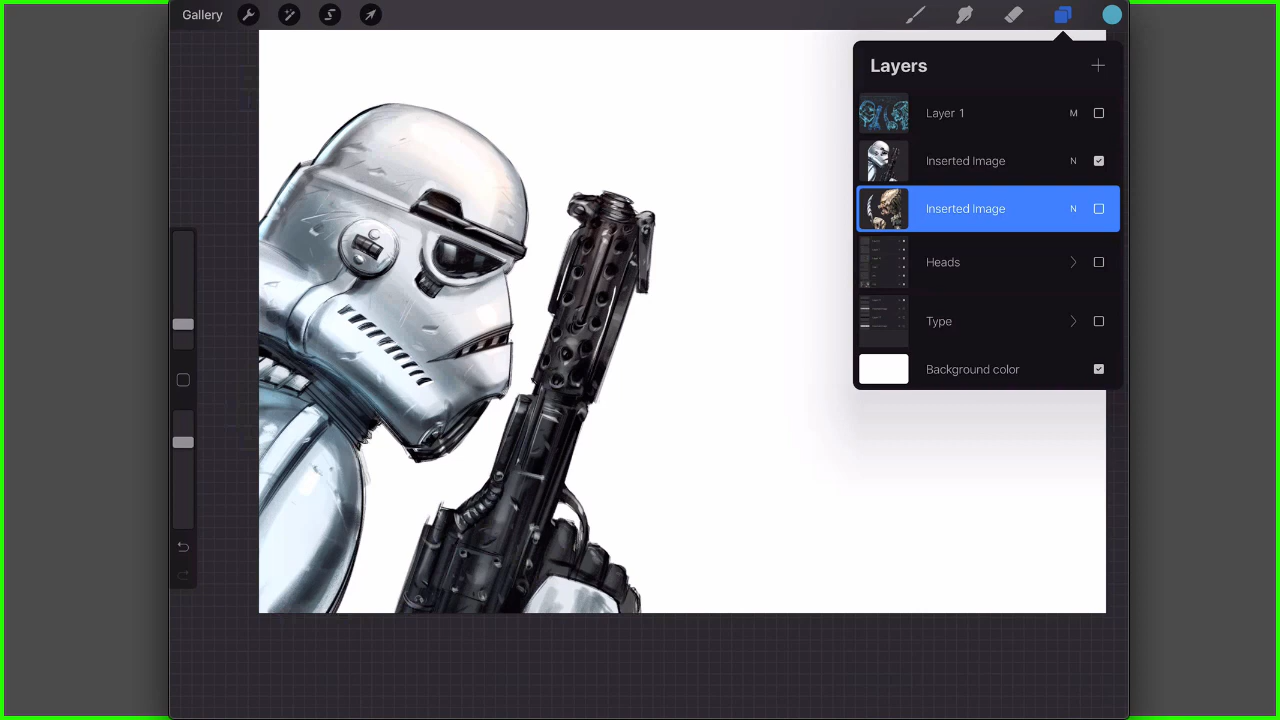 Gallery
Layers
Layer 1 M
Inserted Image N
Inserted Image N
Heads
Type
Background color